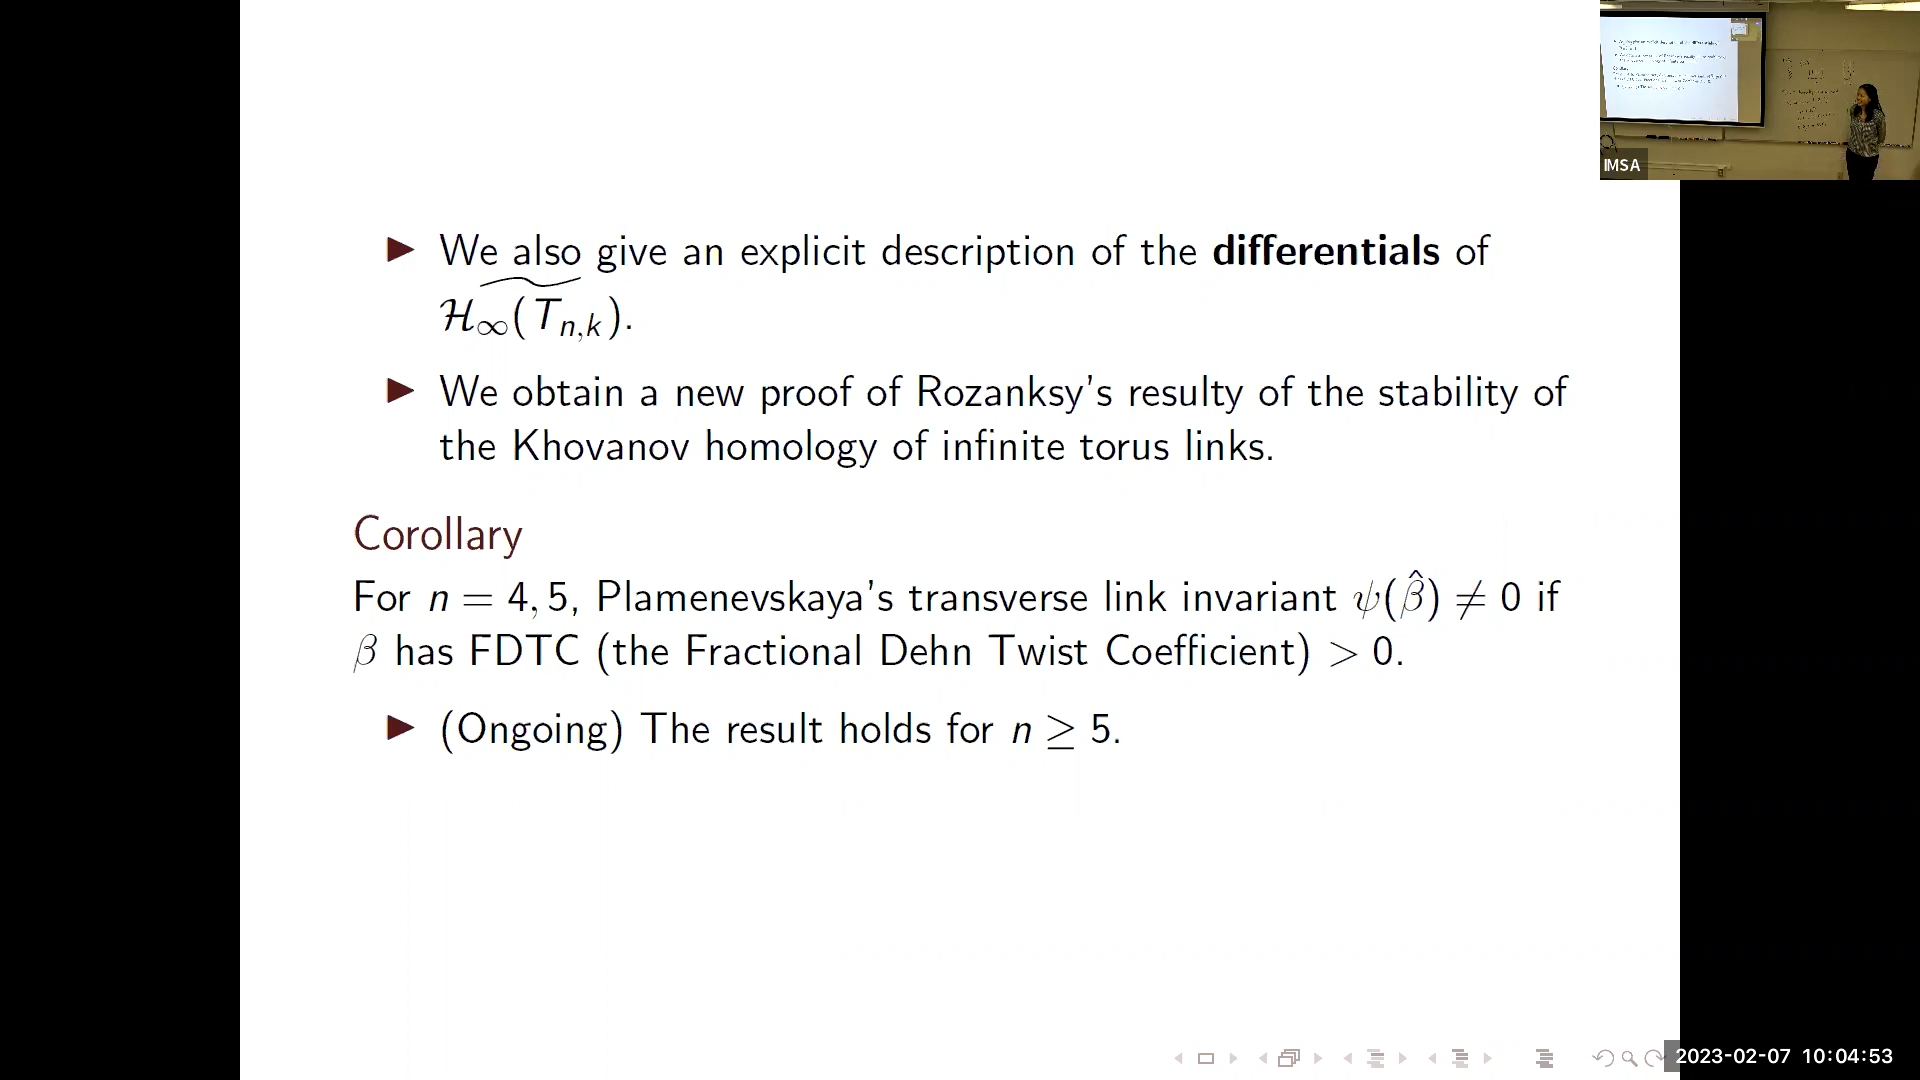 ▶ We also give an explicit description of the differentials of
H∞(Tn,k).
▶ We obtain a new proof of Rozanksy's resulty of the stability of
the Khovanov homology of infinite torus links.
Corollary
For n = 4, 5, Plamenevskaya's transverse link invariant ψ(β̂) ≠ 0 if
β has FDTC (the Fractional Dehn Twist Coefficient) > 0.
▶ (Ongoing) The result holds for n ≥ 5.
IMSA
2023-02-07 10:04:53